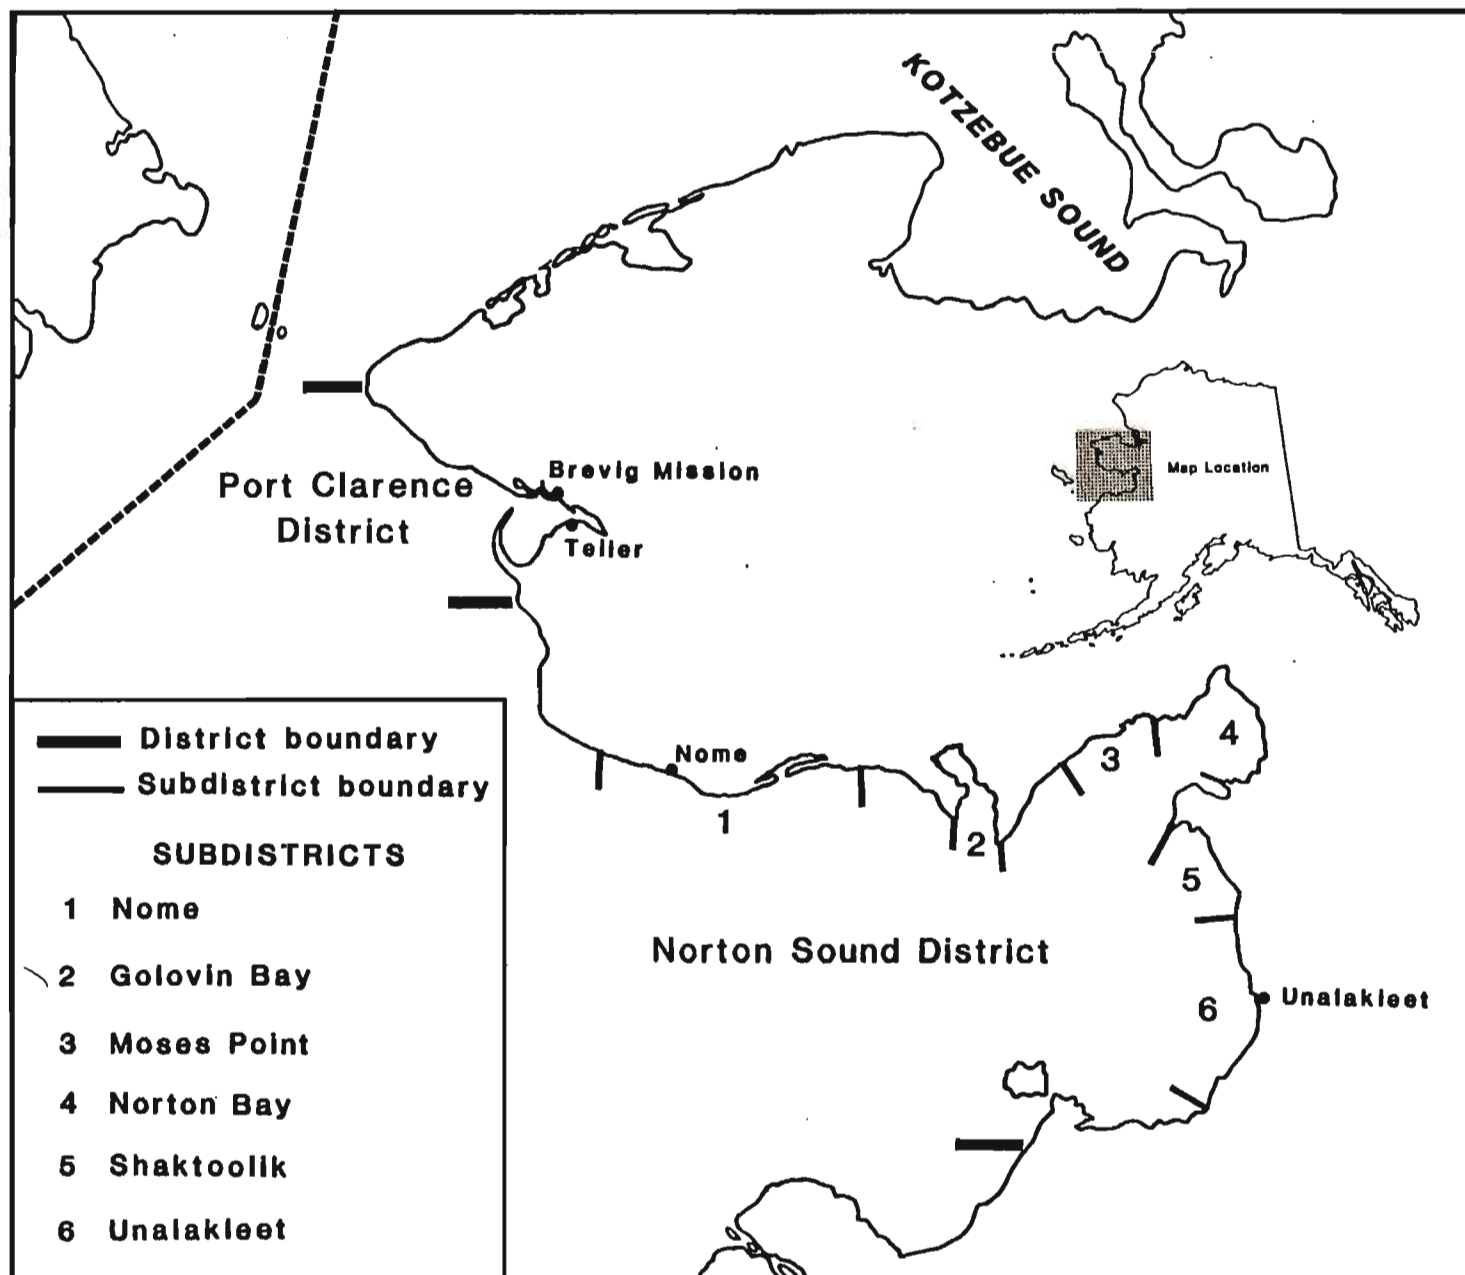 KOTZEBUE SOUND
Map Location
Brevig Mission
Port Clarence
District
Teller
Nome
1
2
3
4
5
6
Norton Sound District
Unalakleet
District boundary
Subdistrict boundary
SUBDISTRICTS
1 Nome
2 Golovin Bay
3 Moses Point
4 Norton Bay
5 Shaktoolik
6 Unalakleet